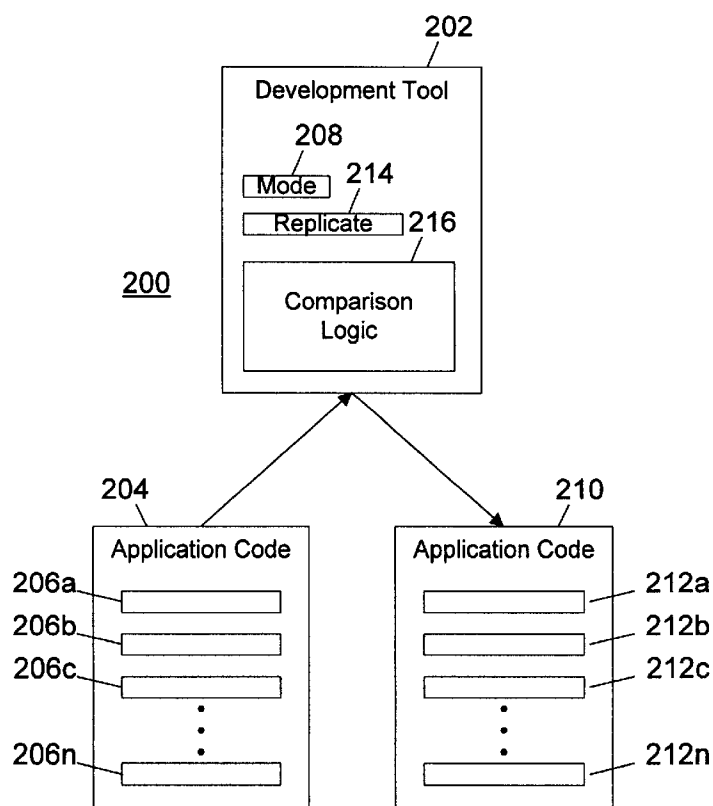 202
Development Tool
208
Mode
214
Replicate
216
200
Comparison
Logic
204
210
Application Code
Application Code
206a
212a
206b
212b
206c
212c
206n
212n